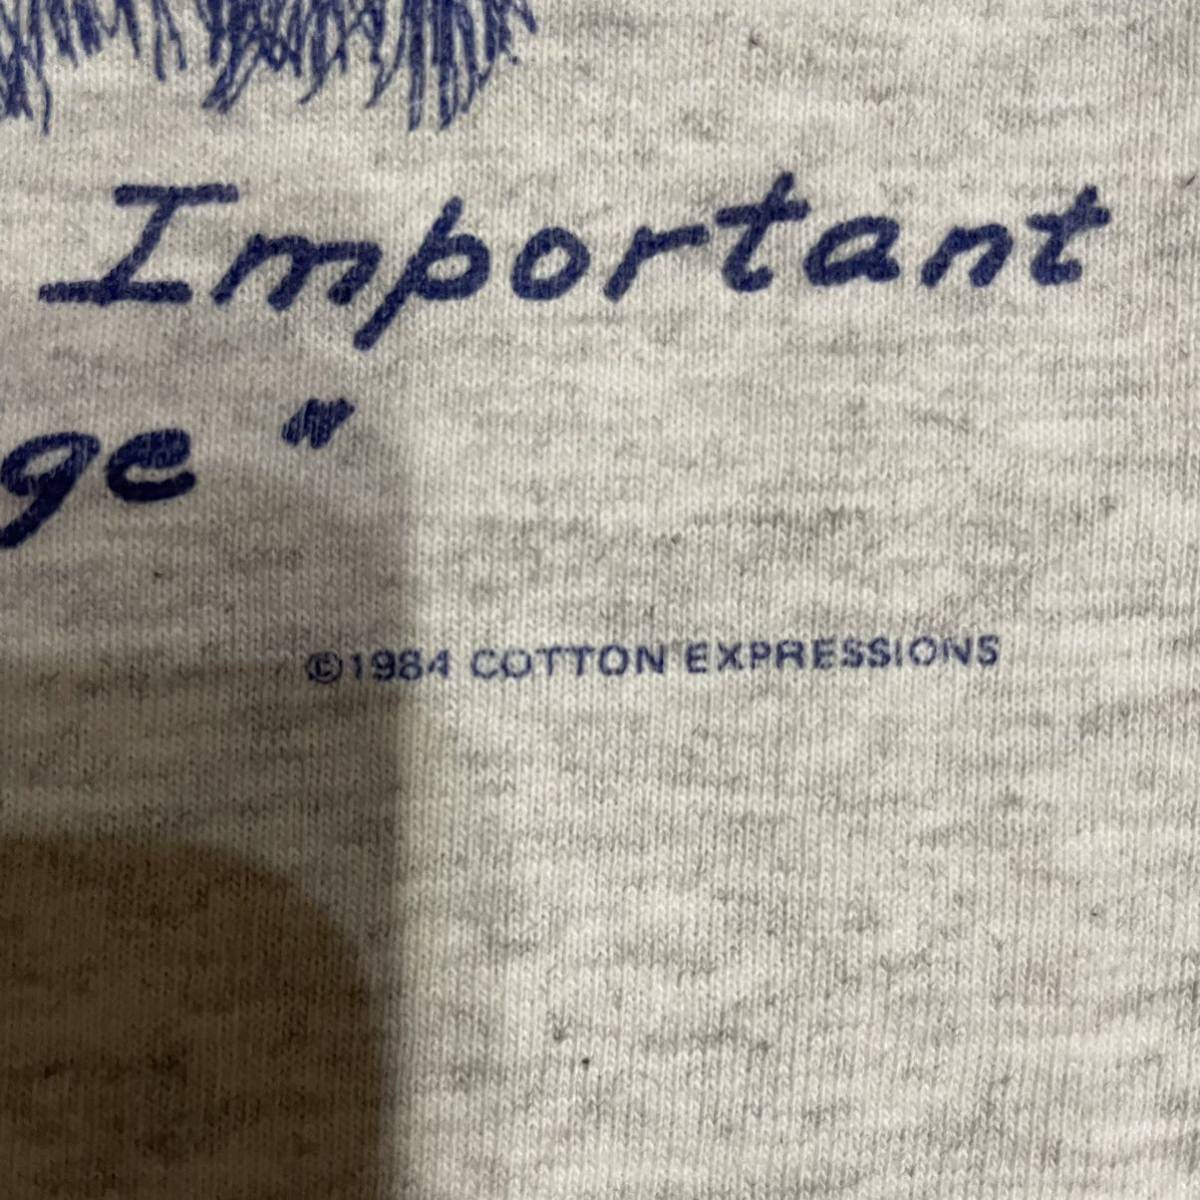 Important
ge"
©1984 COTTON EXPRESSIONS